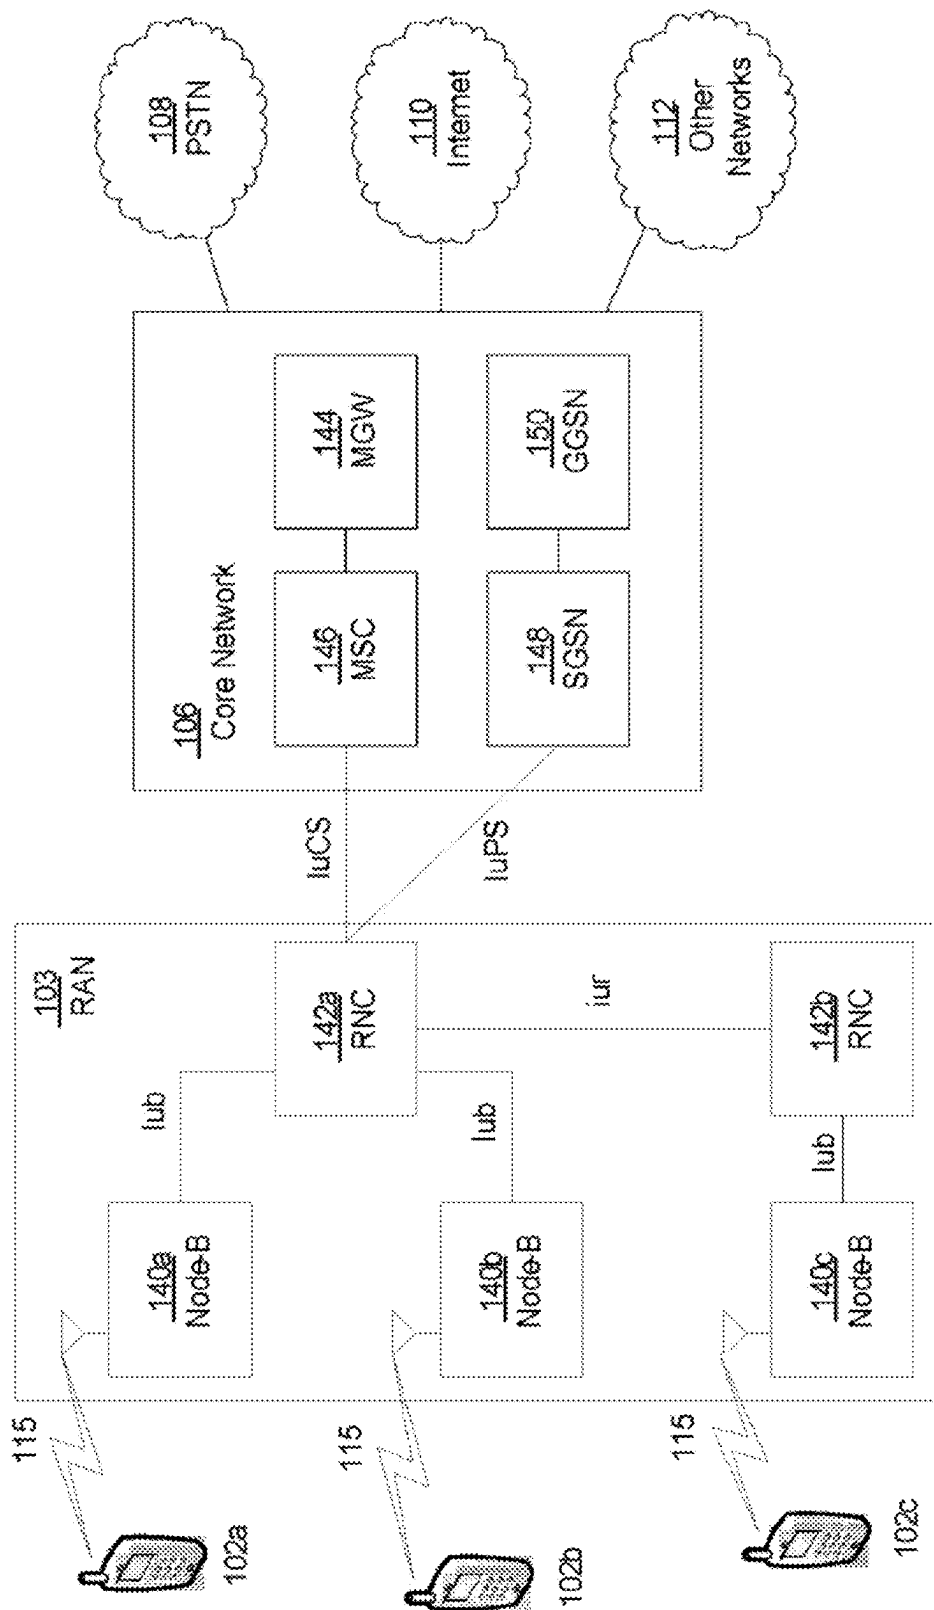 115
102a
115
102b
115
102c
103
RAN
140a
Node-B
140b
Node-B
140c
Node-B
Iub
Iub
Iub
142a
RNC
iur
142b
RNC
IuCS
IuPS
106
Core Network
146
MSC
144
MGW
148
SGSN
150
GGSN
108
PSTN
110
Internet
112
Other
Networks